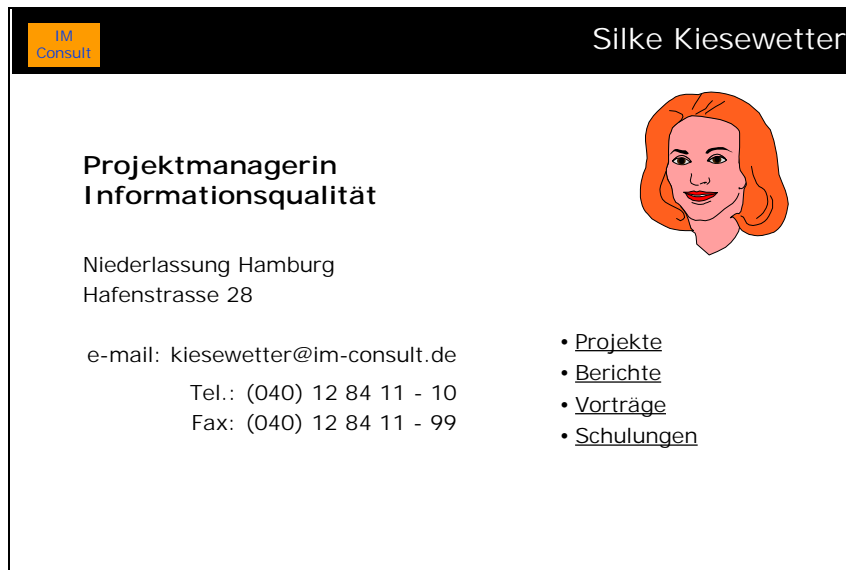 IM
Consult
Silke Kiesewetter
Projektmanagerin
Informationsqualität
Niederlassung Hamburg
Hafenstrasse 28
e-mail: kiesewetter@im-consult.de
Tel.: (040) 12 84 11 - 10
Fax: (040) 12 84 11 - 99
• Projekte
• Berichte
• Vorträge
• Schulungen